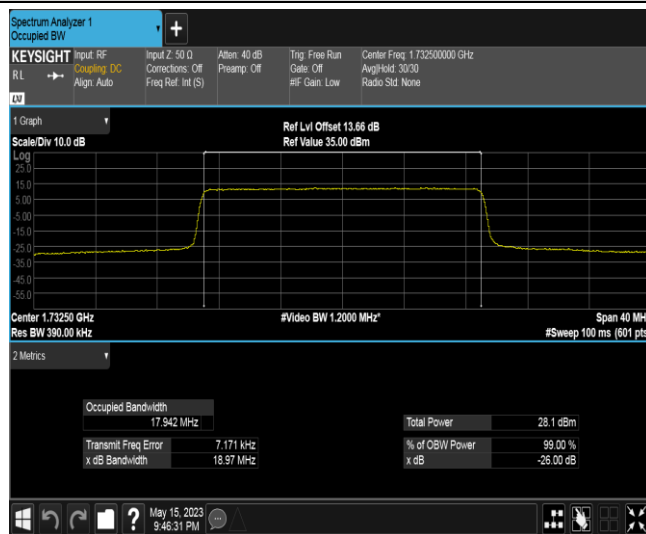 Spectrum Analyzer 1
Occupied BW
+
KEYSIGHT
RL
LXI
Input: RF
Coupling: DC
Align: Auto
Input Z: 50 Ω
Corrections: Off
Freq Ref: Int (S)
Atten: 40 dB
Preamp: Off
Trig: Free Run
Gate: Off
#IF Gain: Low
Center Freq: 1.732500000 GHz
Avg|Hold: 30/30
Radio Std: None
1 Graph
Scale/Div 10.0 dB
Ref Lvl Offset 13.66 dB
Ref Value 35.00 dBm
Log
25.0
15.0
5.00
-5.00
-15.0
-25.0
-35.0
-45.0
-55.0
Center 1.73250 GHz
Res BW 390.00 kHz
#Video BW 1.2000 MHz*
Span 40 MH
#Sweep 100 ms (601 pts
2 Metrics
Occupied Bandwidth
17.942 MHz
Transmit Freq Error 7.171 kHz
x dB Bandwidth 18.97 MHz
Total Power 28.1 dBm
% of OBW Power 99.00 %
x dB -26.00 dB
?
May 15, 2023
9:46:31 PM